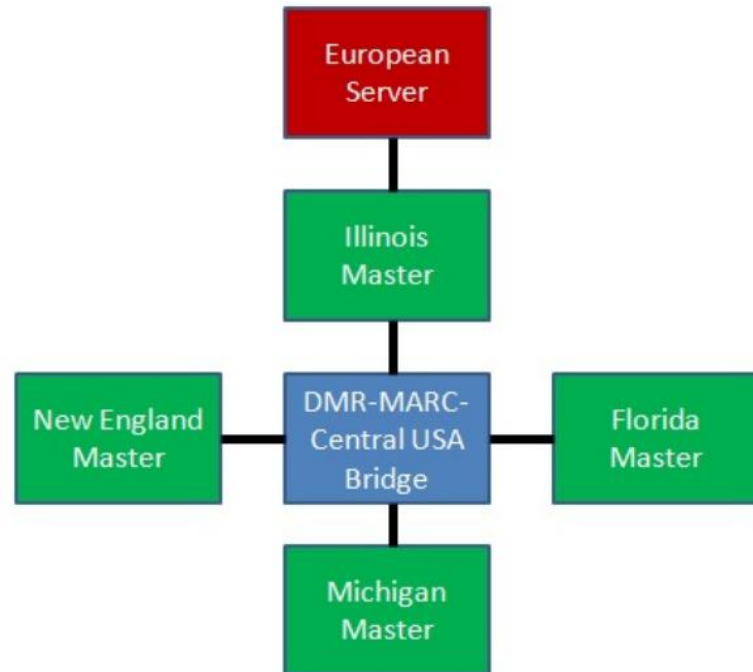 European
Server
Illinois
Master
New England
Master
DMR-MARC-
Central USA
Bridge
Florida
Master
Michigan
Master